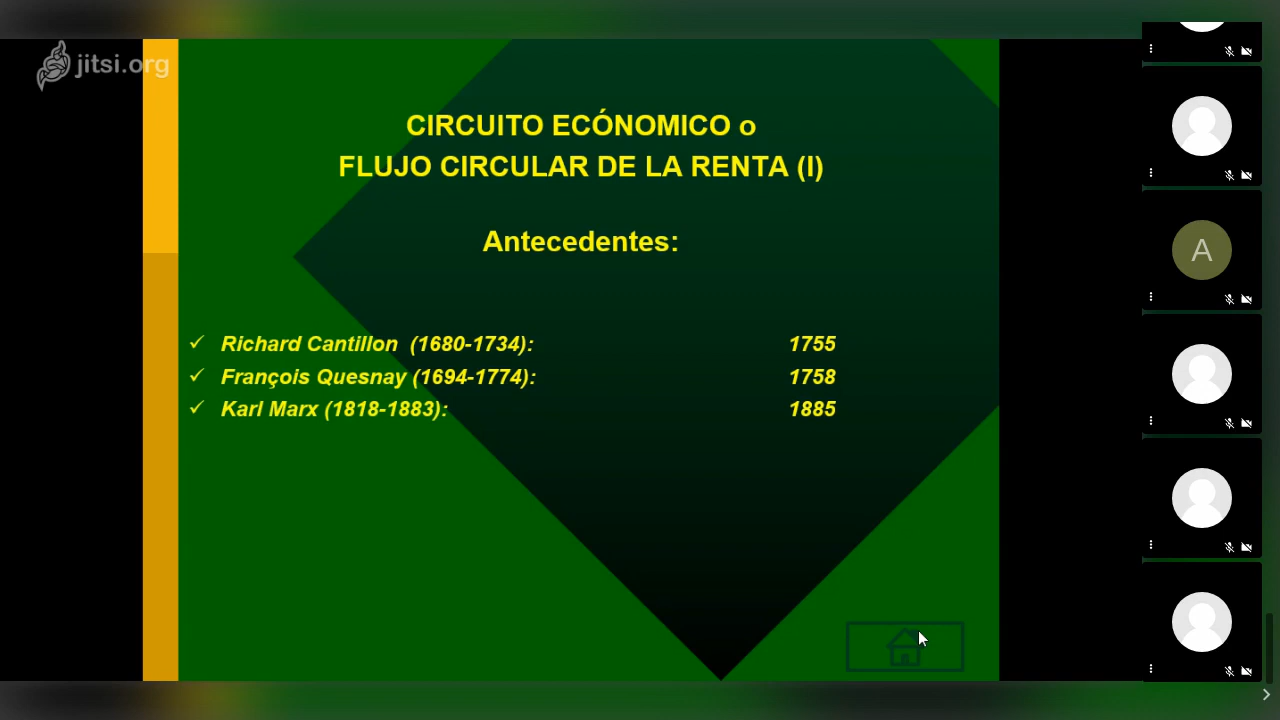 jitsi.org
CIRCUITO ECÓNOMICO o
FLUJO CIRCULAR DE LA RENTA (I)
Antecedentes:
✓ Richard Cantillon (1680-1734): 1755
✓ François Quesnay (1694-1774): 1758
✓ Karl Marx (1818-1883): 1885
A